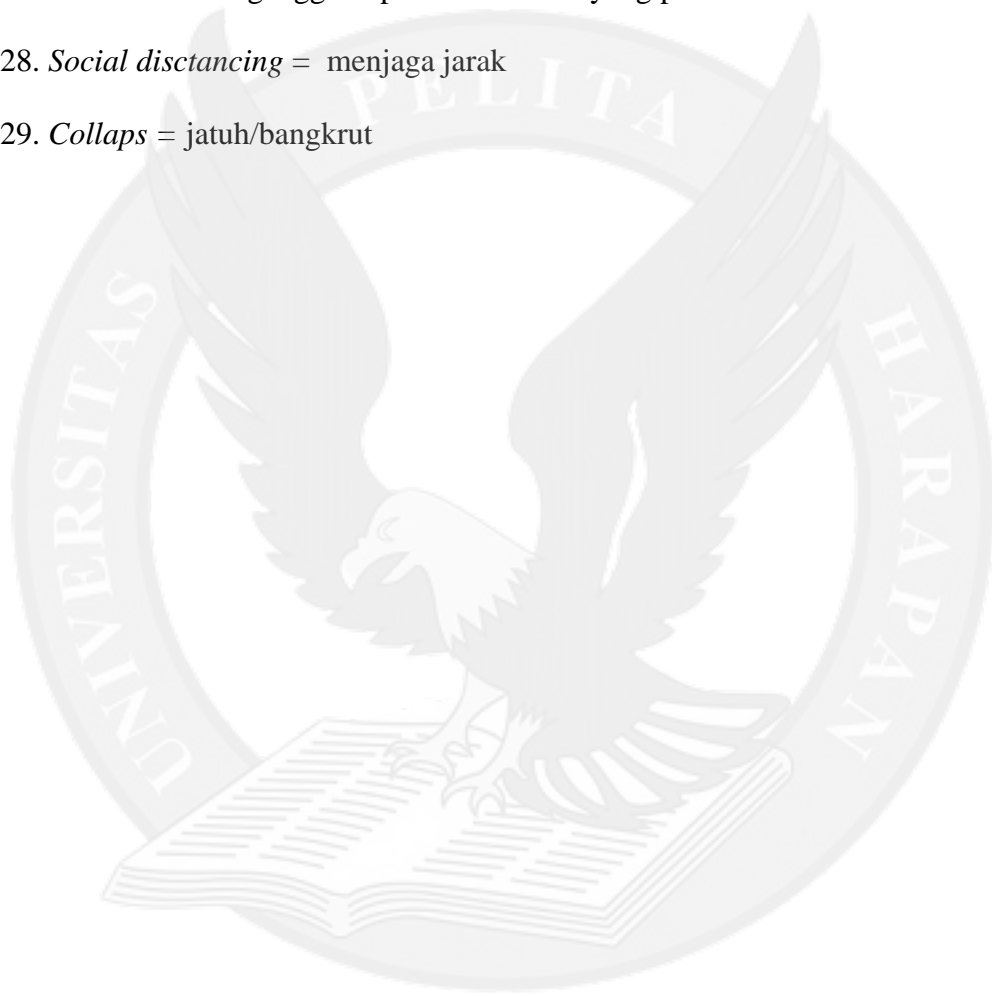 28. Social disctancing = menjaga jarak
29. Collaps = jatuh/bangkrut
UNIVERSITAS PELITA HARAPAN